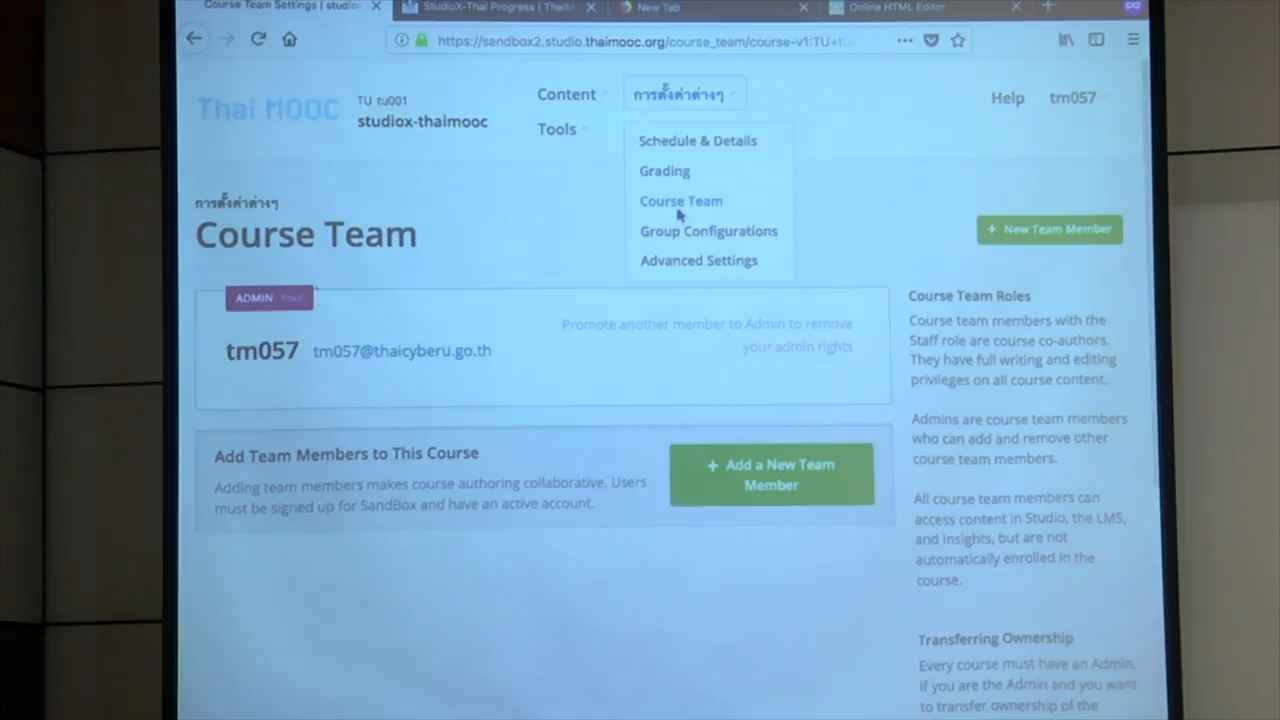 Course Team Settings | studio
StudioX-Thai Progress | Thai
New Tab
Online HTML Editor
https://sandbox2.studio.thaimooc.org/course_team/course-v1:TU+tu
Thai MOOC
TU tu001
studiox-thaimooc
Content
การตั้งค่าต่างๆ
Tools
Help
tm057
Schedule & Details
Grading
Course Team
Group Configurations
Advanced Settings
การตั้งค่าต่างๆ
Course Team
+ New Team Member
ADMIN You!
tm057 tm057@thaicyberu.go.th
Promote another member to Admin to remove
your admin rights
Add Team Members to This Course
Adding team members makes course authoring collaborative. Users
must be signed up for SandBox and have an active account.
+ Add a New Team
Member
Course Team Roles
Course team members with the
Staff role are course co-authors.
They have full writing and editing
privileges on all course content.
Admins are course team members
who can add and remove other
course team members.
All course team members can
access content in Studio, the LMS,
and Insights, but are not
automatically enrolled in the
course.
Transferring Ownership
Every course must have an Admin.
If you are the Admin and you want
to transfer ownership of the